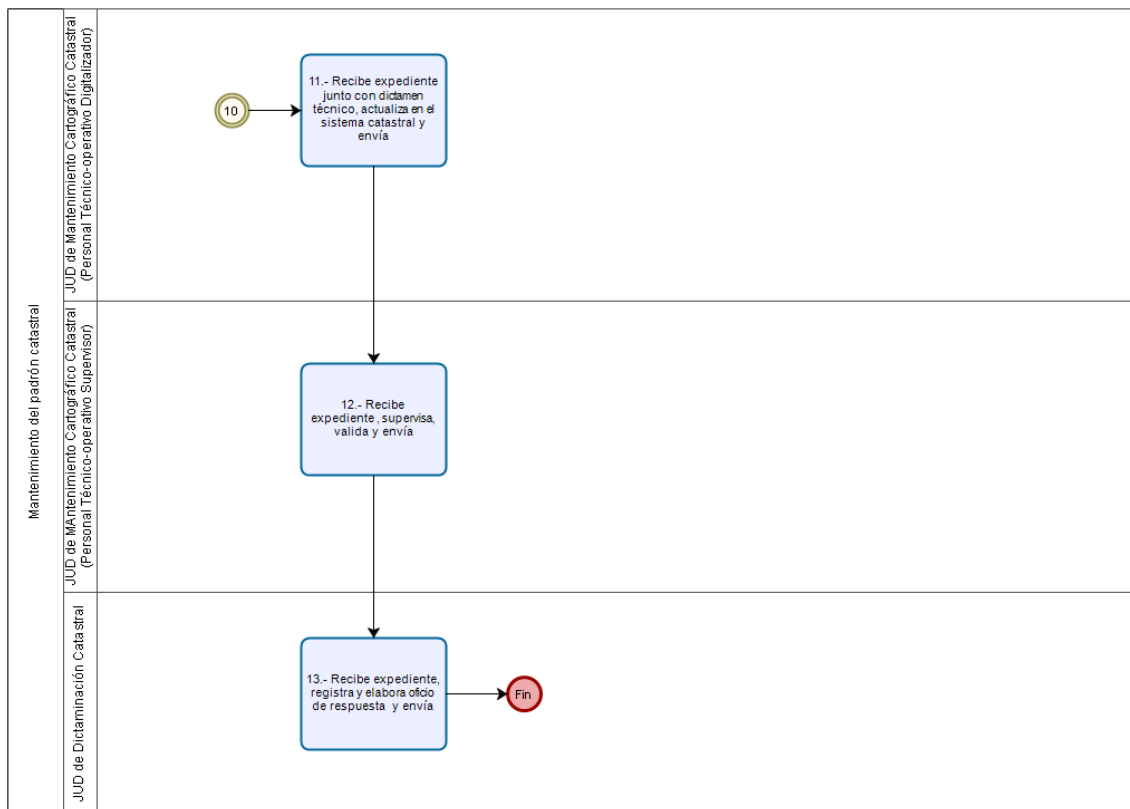 Mantenimiento del padrón catastral
JUD de Mantenimiento Cartográfico Catastral
(Personal Técnico-operativo Digitalizador)
10
11.- Recibe expediente
junto con dictamen
técnico, actualiza en el
sistema catastral y
envía
JUD de MAntenimiento Cartográfico Catastral
(Personal Técnico-operativo Supervisor)
12.- Recibe
expediente , supervisa,
valida y envía
JUD de Dictaminación Catastral
13.- Recibe expediente,
registra y elabora oficio
de respuesta y envía
Fin